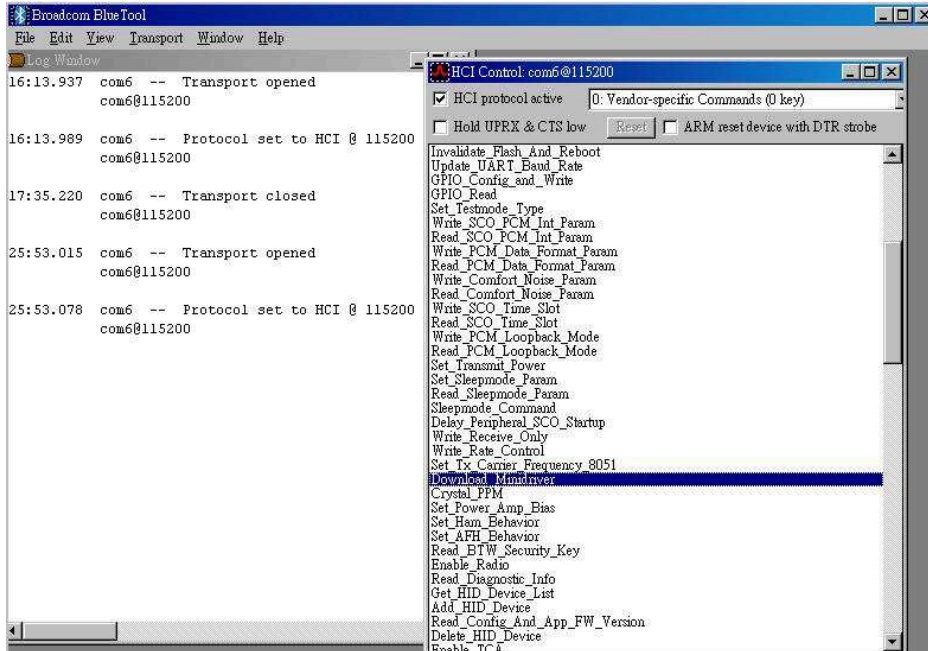 Broadcom BlueTool
File Edit View Transport Window Help
Log Window
16:13.937 com6 -- Transport opened
com6@115200
16:13.989 com6 -- Protocol set to HCI @ 115200
com6@115200
17:35.220 com6 -- Transport closed
com6@115200
25:53.015 com6 -- Transport opened
com6@115200
25:53.078 com6 -- Protocol set to HCI @ 115200
com6@115200
HCI Control: com6@115200
HCI protocol active 0: Vendor-specific Commands (0 key)
Hold UPRX & CTS low Reset ARM reset device with DTR strobe
Invalidate_Flash_And_Reboot
Update_UART_Baud_Rate
GPIO_Config_and_Write
GPIO_Read
Set_Testmode_Type
Write_SCO_PCM_Int_Param
Read_SCO_PCM_Int_Param
Write_PCM_Data_Format_Param
Read_PCM_Data_Format_Param
Write_Comfort_Noise_Param
Read_Comfort_Noise_Param
Write_SCO_Time_Slot
Read_SCO_Time_Slot
Write_PCM_Loopback_Mode
Read_PCM_Loopback_Mode
Set_Transmit_Power
Set_Sleepmode_Param
Read_Sleepmode_Param
Sleepmode_Command
Delay_Peripheral_SCO_Startup
Write_Receive_Only
Write_Rate_Control
Set_Tx_Carrier_Frequency_8051
Download_Minidriver
Crystal_PPM
Set_Power_Amp_Bias
Set_Ham_Behavior
Set_AFH_Behavior
Read_BTW_Security_Key
Enable_Radio
Read_Diagnostic_Info
Get_HID_Device_List
Add_HID_Device
Read_Config_And_App_FW_Version
Delete_HID_Device
Enable_TCA